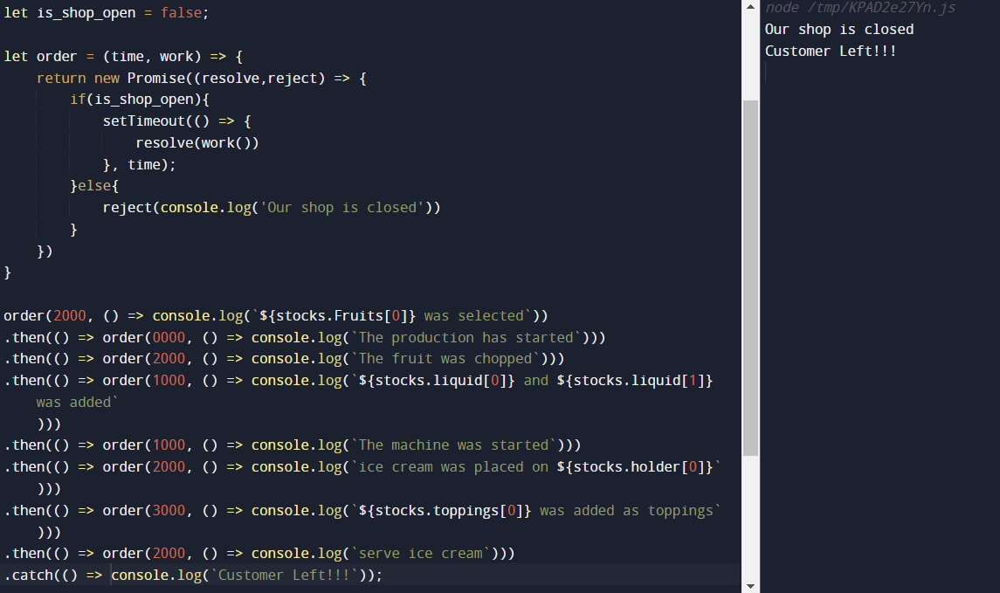 let is_shop_open = false;
let order = (time, work) => {
return new Promise((resolve,reject) => {
if(is_shop_open){
setTimeout(() => {
resolve(work())
}, time);
}else{
reject(console.log('Our shop is closed'))
}
})
}
order(2000, () => console.log(`${stocks.Fruits[0]} was selected`))
.then(() => order(0000, () => console.log(`The production has started`)))
.then(() => order(2000, () => console.log(`The fruit was chopped`)))
.then(() => order(1000, () => console.log(`${stocks.liquid[0]} and ${stocks.liquid[1]}
was added`
)))
.then(() => order(1000, () => console.log(`The machine was started`)))
.then(() => order(2000, () => console.log(`ice cream was placed on ${stocks.holder[0]}`
)))
.then(() => order(3000, () => console.log(`${stocks.toppings[0]} was added as toppings`
)))
.then(() => order(2000, () => console.log(`serve ice cream`)))
.catch(() => console.log(`Customer Left!!!`));
node /tmp/KPAD2e27Yn.js
Our shop is closed
Customer Left!!!